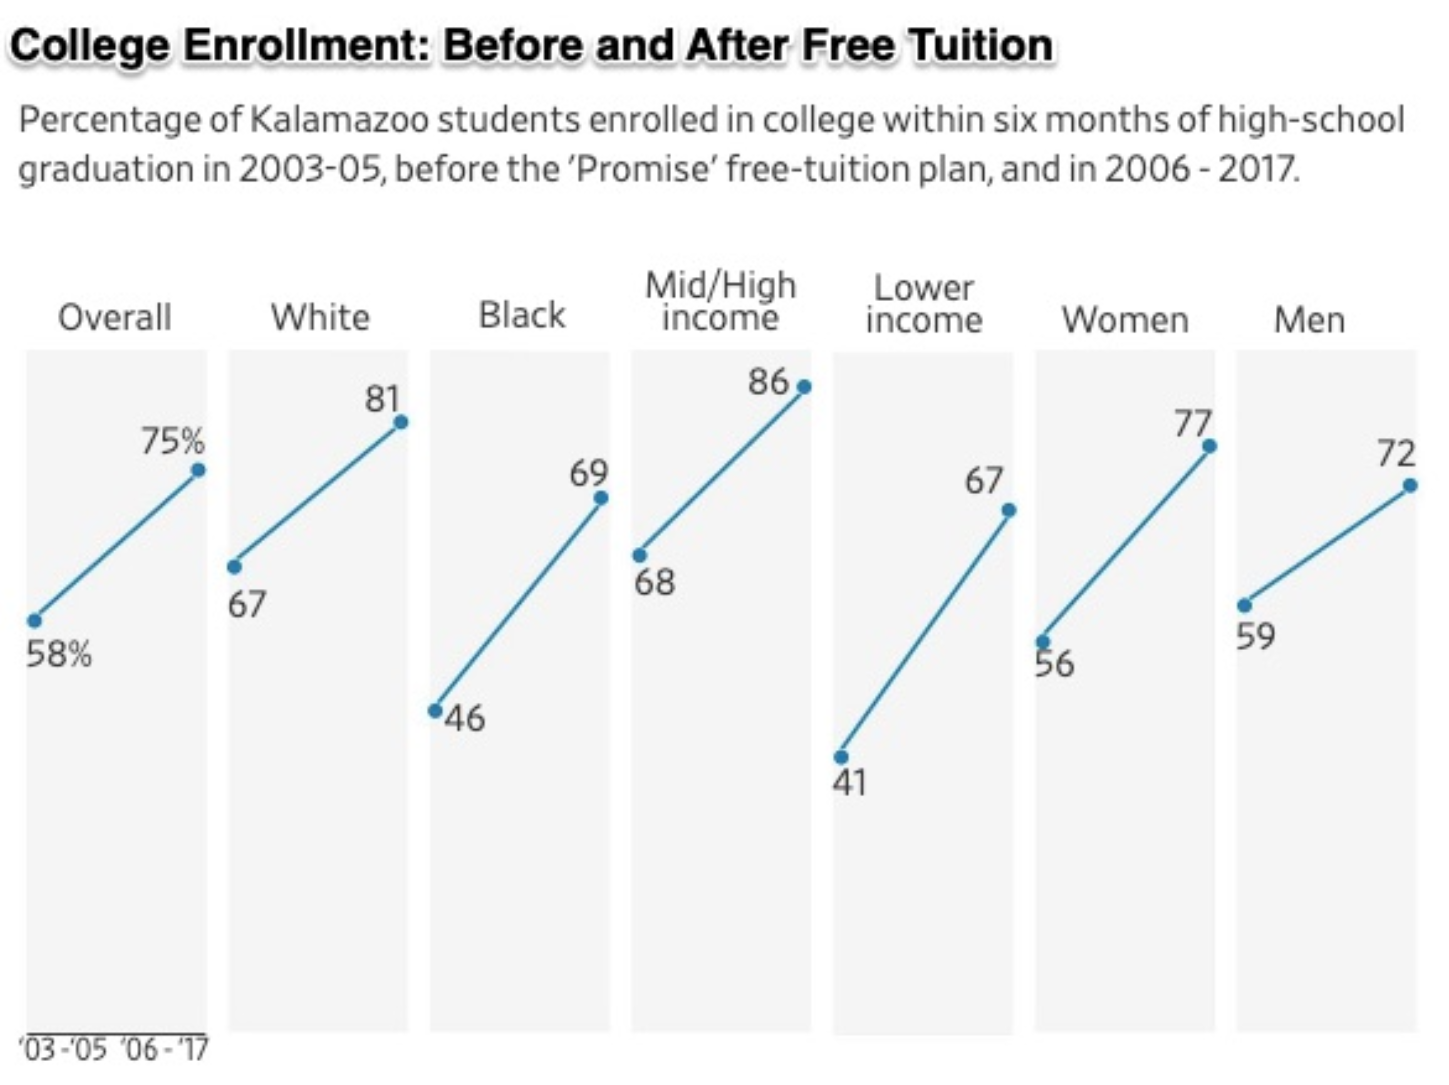 College Enrollment: Before and After Free Tuition
Percentage of Kalamazoo students enrolled in college within six months of high-school
graduation in 2003-05, before the ‘Promise’ free-tuition plan, and in 2006 - 2017.
Overall
75%
58%
‘03 -‘05 ‘06 - ‘17
White
81
67
Black
69
46
Mid/High
income
86
68
Lower
income
67
41
Women
77
56
Men
72
59